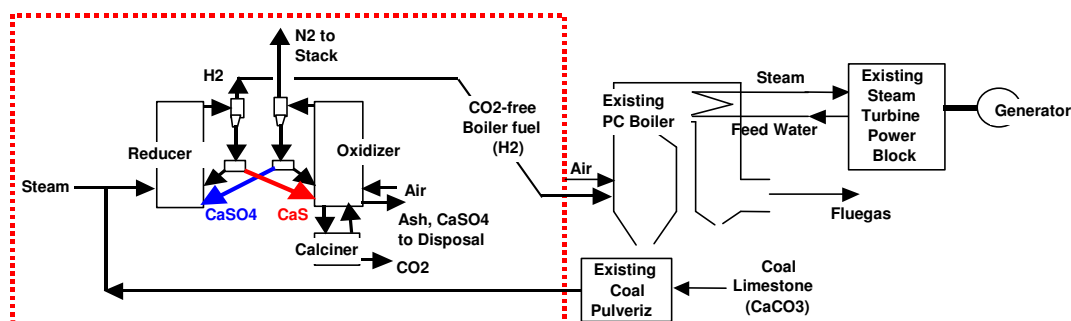 N2 to
Stack
H2
Reducer
Oxidizer
Steam
CaSO4
CaS
Air
Ash, CaSO4
to Disposal
Calciner
CO2
CO2-free
Boiler fuel
(H2)
Air
Existing
PC Boiler
Steam
Feed Water
Existing
Steam
Turbine
Power
Block
Generator
Fluegas
Existing
Coal
Pulveriz
Coal
Limestone
(CaCO3)